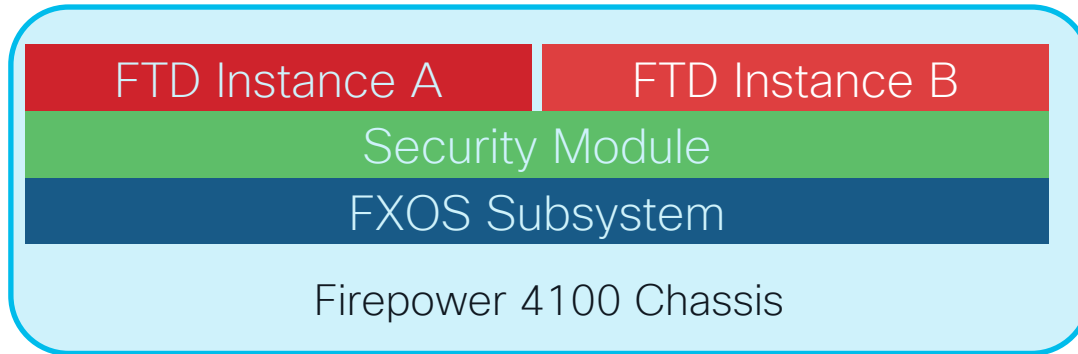 FTD Instance A
FTD Instance B
Security Module
FXOS Subsystem
Firepower 4100 Chassis